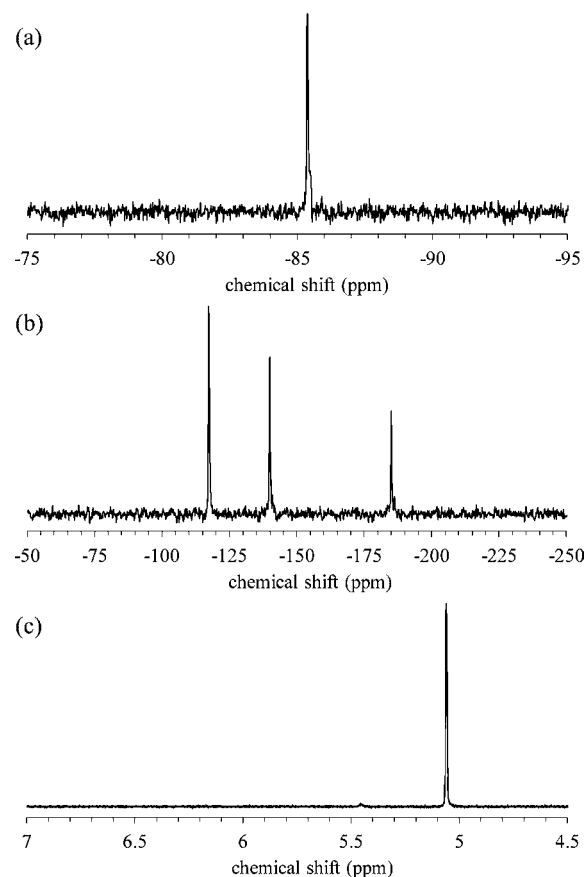 (a)
-75 -80 -85 -90 -95
chemical shift (ppm)
(b)
-50 -75 -100 -125 -150 -175 -200 -225 -250
chemical shift (ppm)
(c)
7 6.5 6 5.5 5 4.5
chemical shift (ppm)